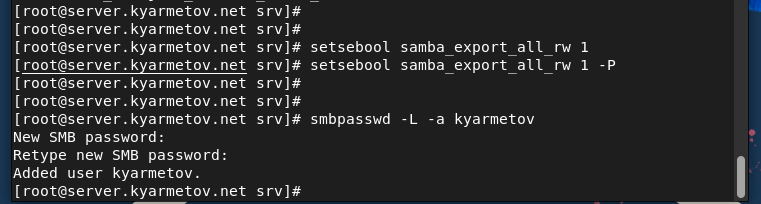 [root@server.kyarmetov.net srv]#
[root@server.kyarmetov.net srv]#
[root@server.kyarmetov.net srv]# setsebool samba_export_all_rw 1
[root@server.kyarmetov.net srv]# setsebool samba_export_all_rw 1 -P
[root@server.kyarmetov.net srv]#
[root@server.kyarmetov.net srv]#
[root@server.kyarmetov.net srv]# smbpasswd -L -a kyarmetov
New SMB password:
Retype new SMB password:
Added user kyarmetov.
[root@server.kyarmetov.net srv]#